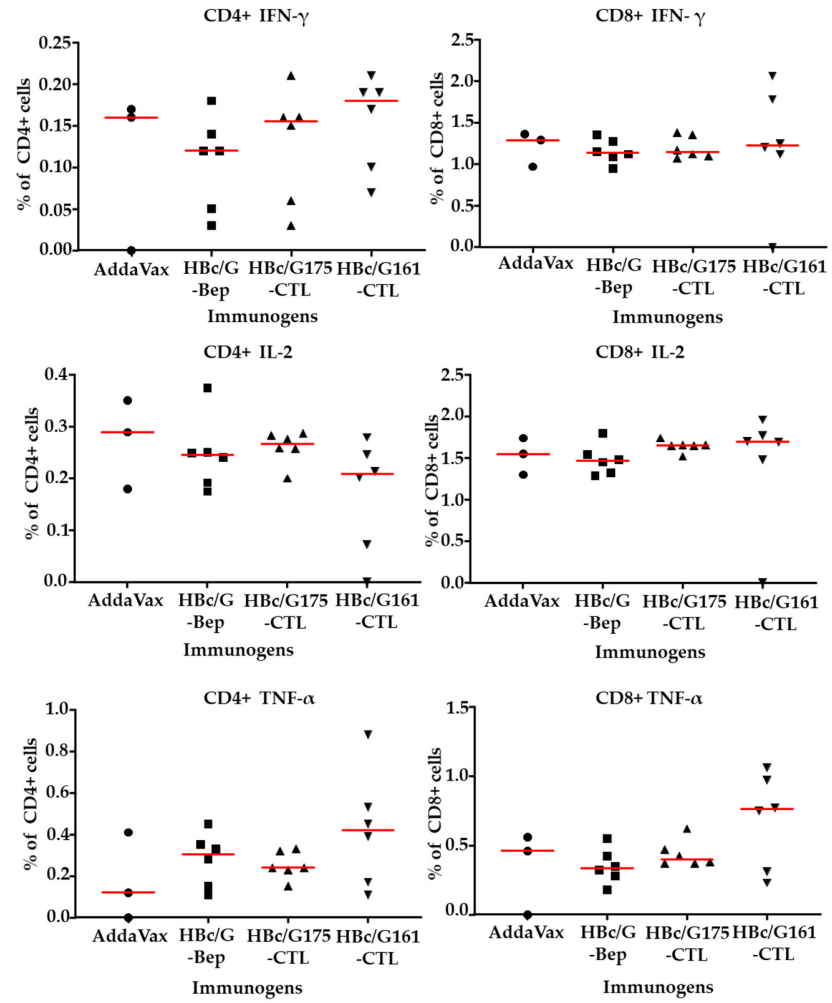 CD4+ IFN-γ
% of CD4+ cells
0.25
0.20
0.15
0.10
0.05
0.00
AddaVax HBc/G HBc/G175 HBc/G161
-Bep -CTL -CTL
Immunogens
CD8+ IFN- γ
% of CD8+ cells
2.5
2.0
1.5
1.0
0.5
0.0
AddaVax HBc/G HBc/G175 HBc/G161
-Bep -CTL -CTL
Immunogens
CD4+ IL-2
% of CD4+ cells
0.4
0.3
0.2
0.1
0.0
AddaVax HBc/G HBc/G175 HBc/G161
-Bep -CTL -CTL
Immunogens
CD8+ IL-2
% of CD8+ cells
2.5
2.0
1.5
1.0
0.5
0.0
AddaVax HBc/G HBc/G175 HBc/G161
-Bep -CTL -CTL
Immunogens
CD4+ TNF-α
% of CD4+ cells
1.0
0.8
0.6
0.4
0.2
0.0
AddaVax HBc/G HBc/G175 HBc/G161
-Bep -CTL -CTL
Immunogens
CD8+ TNF-α
% of CD8+ cells
1.5
1.0
0.5
0.0
AddaVax HBc/G HBc/G175 HBc/G161
-Bep -CTL -CTL
Immunogens